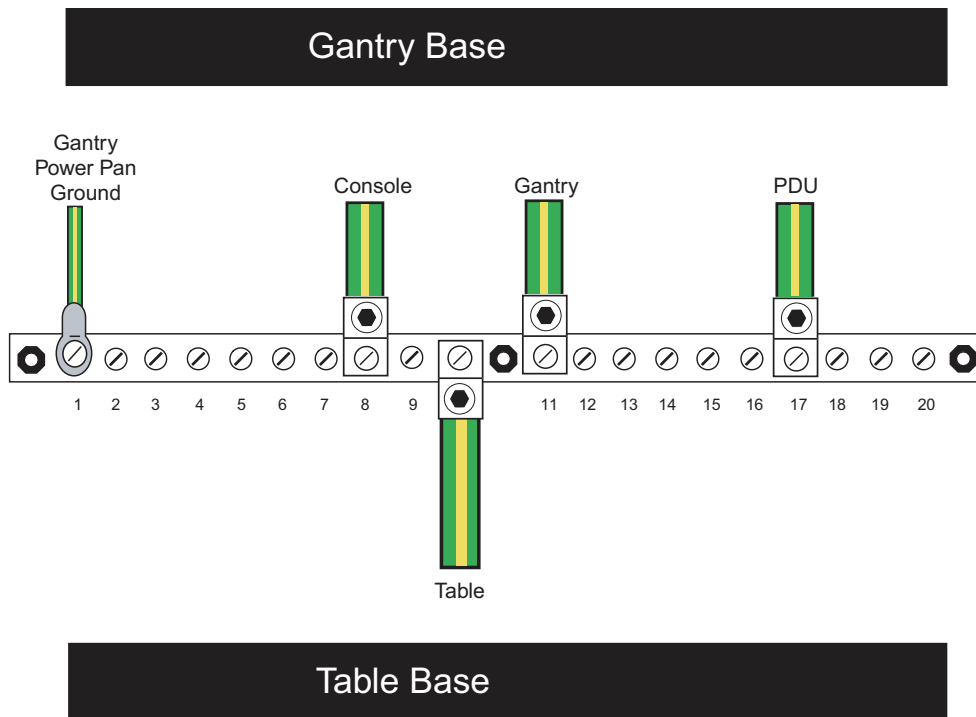 Gantry Base
Gantry
Power Pan
Ground
Console
Gantry
PDU
1 2 3 4 5 6 7 8 9 11 12 13 14 15 16 17 18 19 20
Table
Table Base